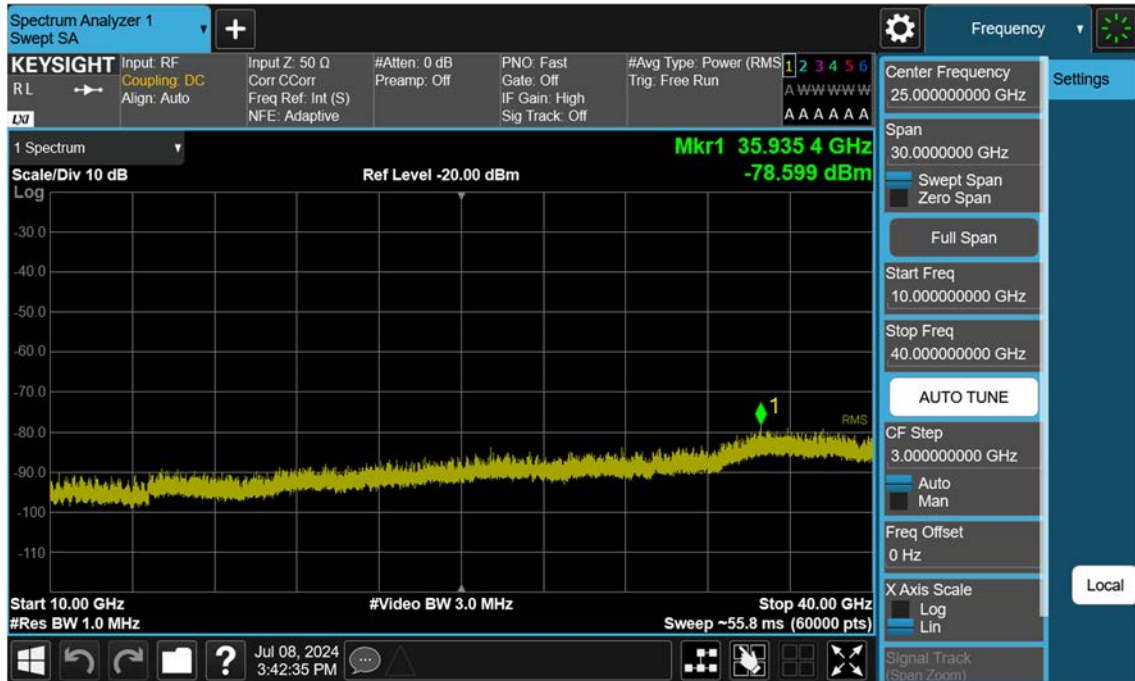 Spectrum Analyzer 1
Swept SA
Frequency
KEYSIGHT
RL
LXI
Input: RF
Coupling: DC
Align: Auto
Input Z: 50 Ω
Corr CCorr
Freq Ref: Int (S)
NFE: Adaptive
#Atten: 0 dB
Preamp: Off
PNO: Fast
Gate: Off
IF Gain: High
Sig Track: Off
#Avg Type: Power (RMS
Trig: Free Run
1 2 3 4 5 6
A W W W W W
A A A A A A
1 Spectrum
Mkr1 35.935 4 GHz
-78.599 dBm
Scale/Div 10 dB
Ref Level -20.00 dBm
Log
-30.0
-40.0
-50.0
-60.0
-70.0
-80.0
-90.0
-100
-110
1
RMS
Start 10.00 GHz
#Video BW 3.0 MHz
Stop 40.00 GHz
#Res BW 1.0 MHz
Sweep ~55.8 ms (60000 pts)
Center Frequency
25.000000000 GHz
Settings
Span
30.0000000 GHz
Swept Span
Zero Span
Full Span
Start Freq
10.000000000 GHz
Stop Freq
40.000000000 GHz
AUTO TUNE
CF Step
3.000000000 GHz
Auto
Man
Freq Offset
0 Hz
X Axis Scale
Log
Lin
Local
Signal Track
(Span Zoom)
?
Jul 08, 2024
3:42:35 PM